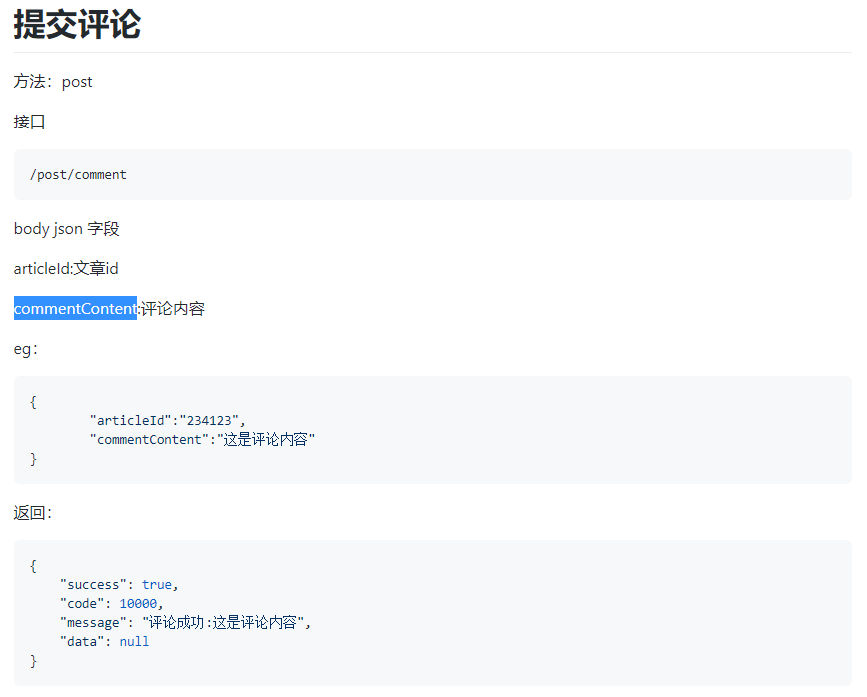 提交评论
方法：post
接口
/post/comment
body json 字段
articleId:文章id
commentContent:评论内容
eg：
{
        "articleId":"234123",
        "commentContent":"这是评论内容"
}
返回：
{
    "success": true,
    "code": 10000,
    "message": "评论成功:这是评论内容",
    "data": null
}